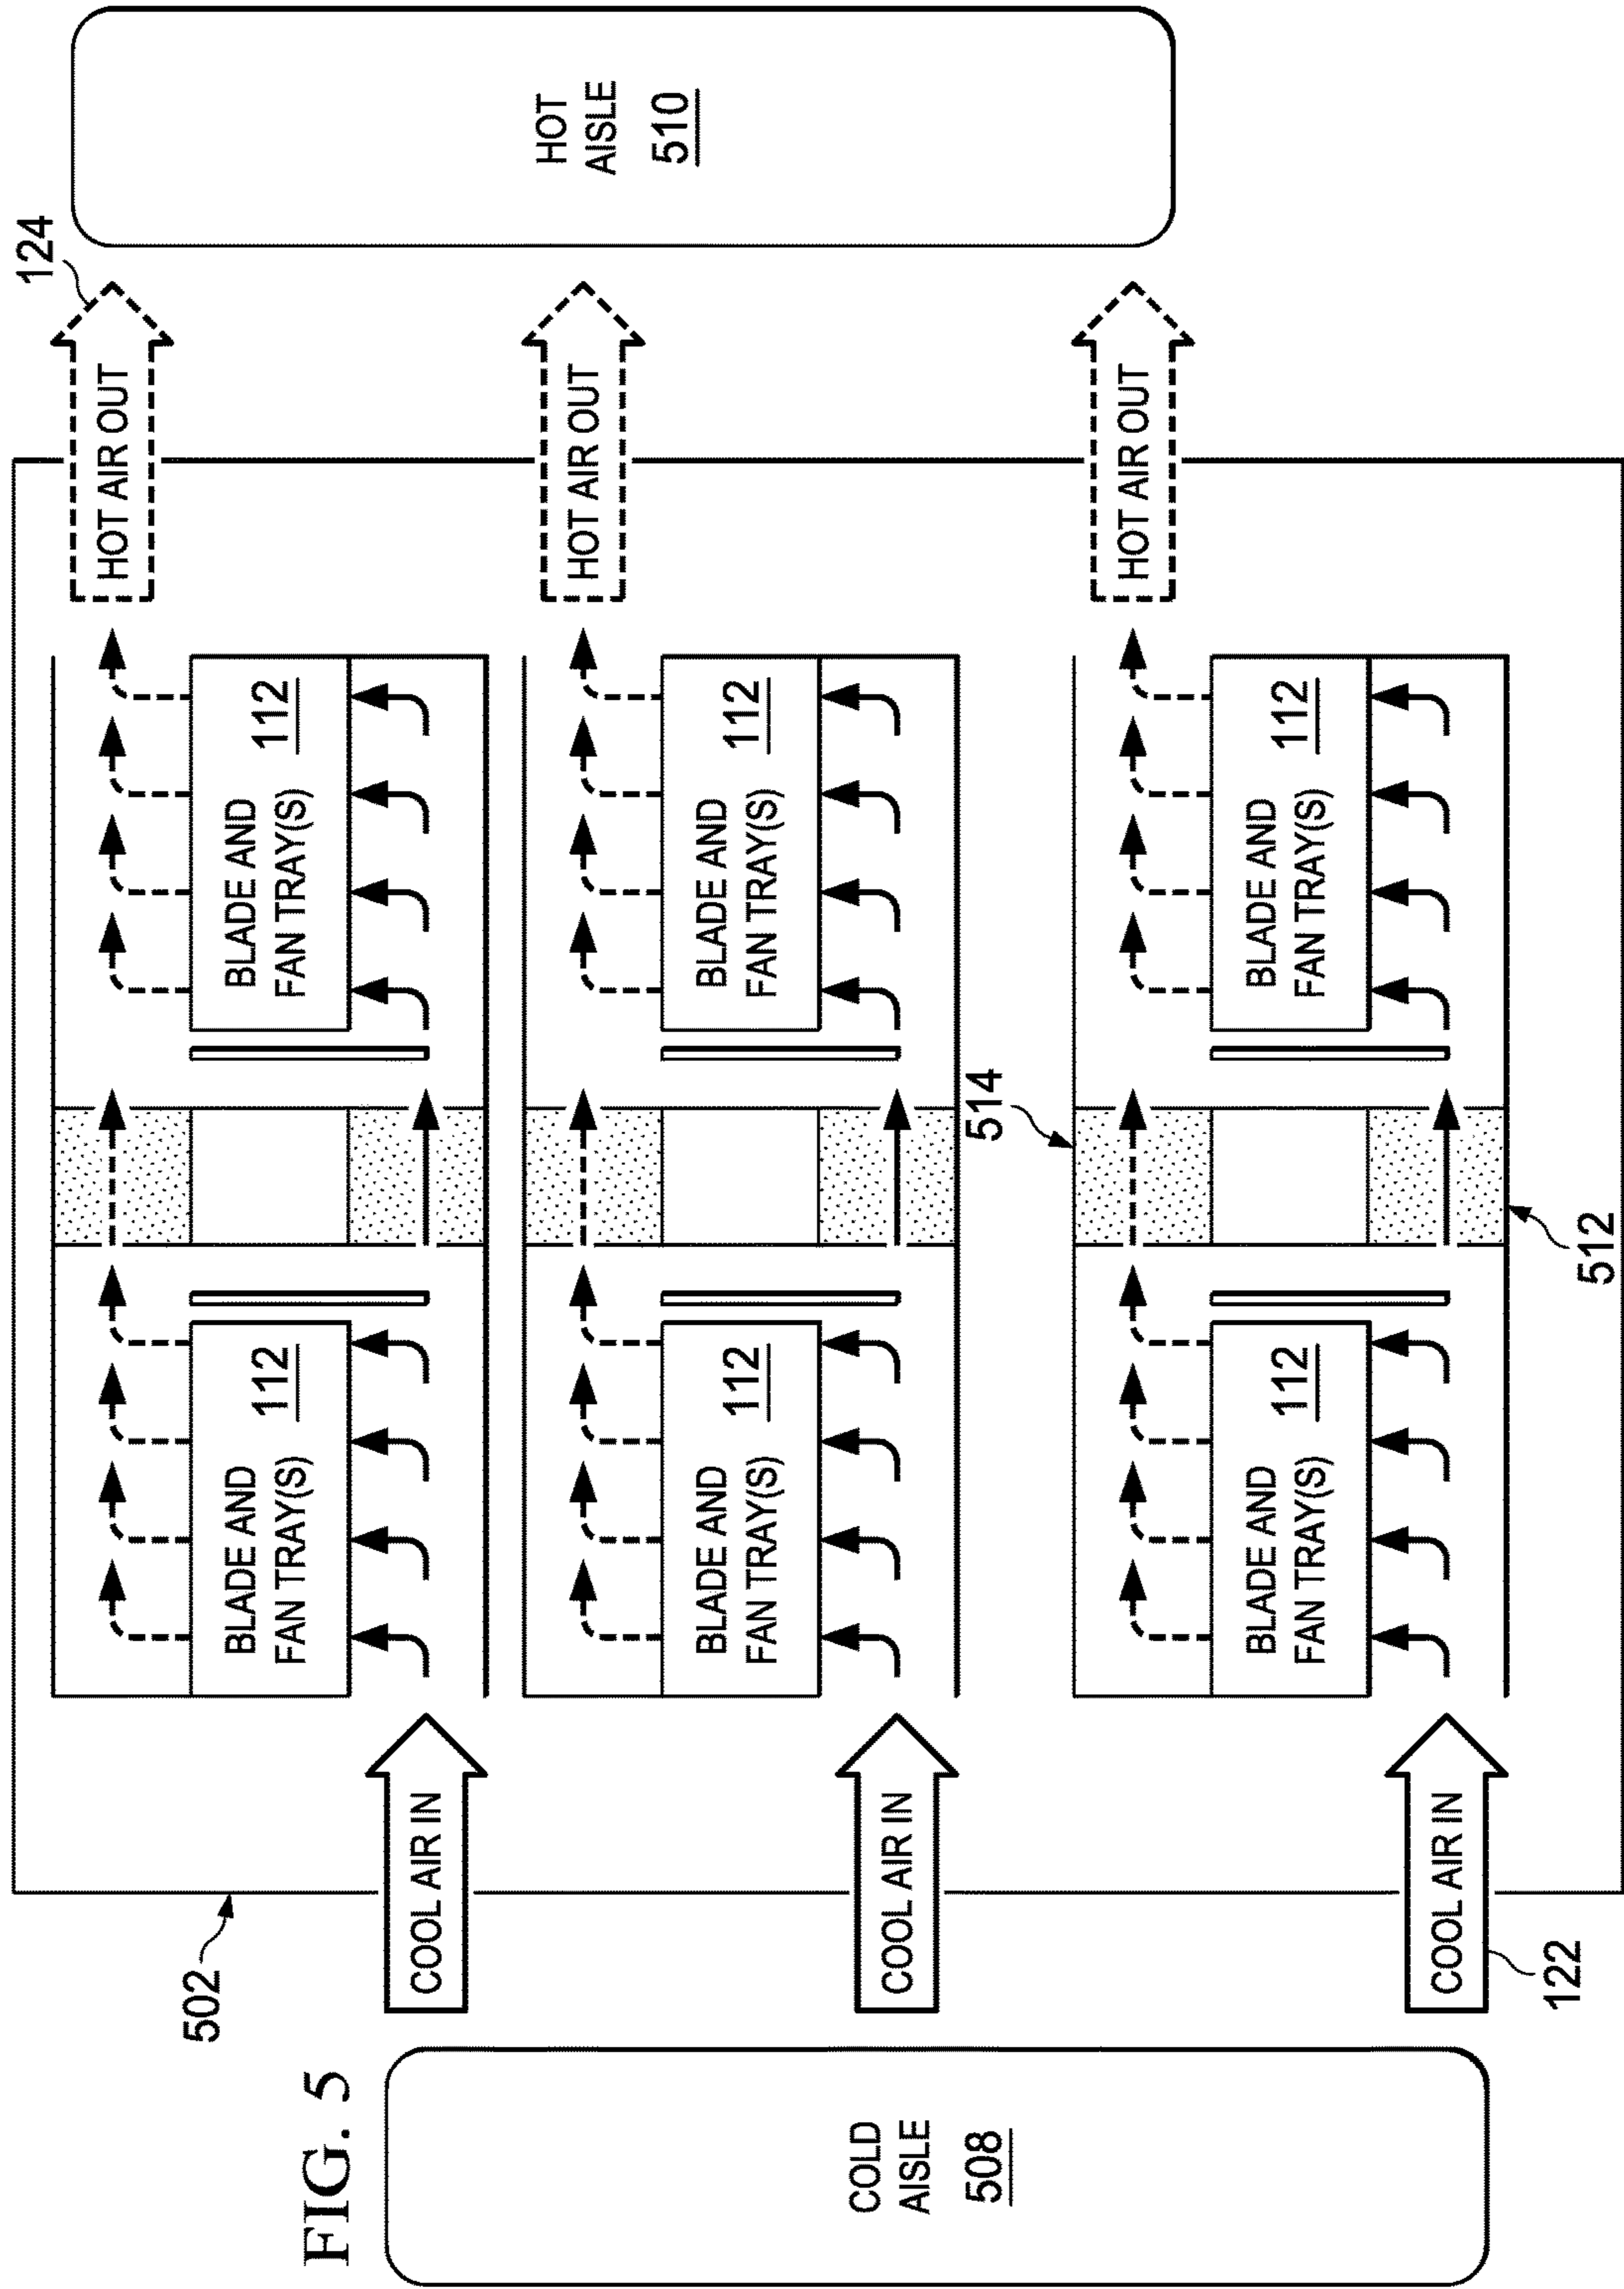 FIG. 5
502
124
COLD
AISLE
508
COOL AIR IN
BLADE AND
FAN TRAY(S)
112
BLADE AND
FAN TRAY(S)
112
HOT AIR OUT
COOL AIR IN
BLADE AND
FAN TRAY(S)
112
BLADE AND
FAN TRAY(S)
112
HOT AIR OUT
HOT
AISLE
510
514
COOL AIR IN
122
BLADE AND
FAN TRAY(S)
112
BLADE AND
FAN TRAY(S)
112
HOT AIR OUT
512